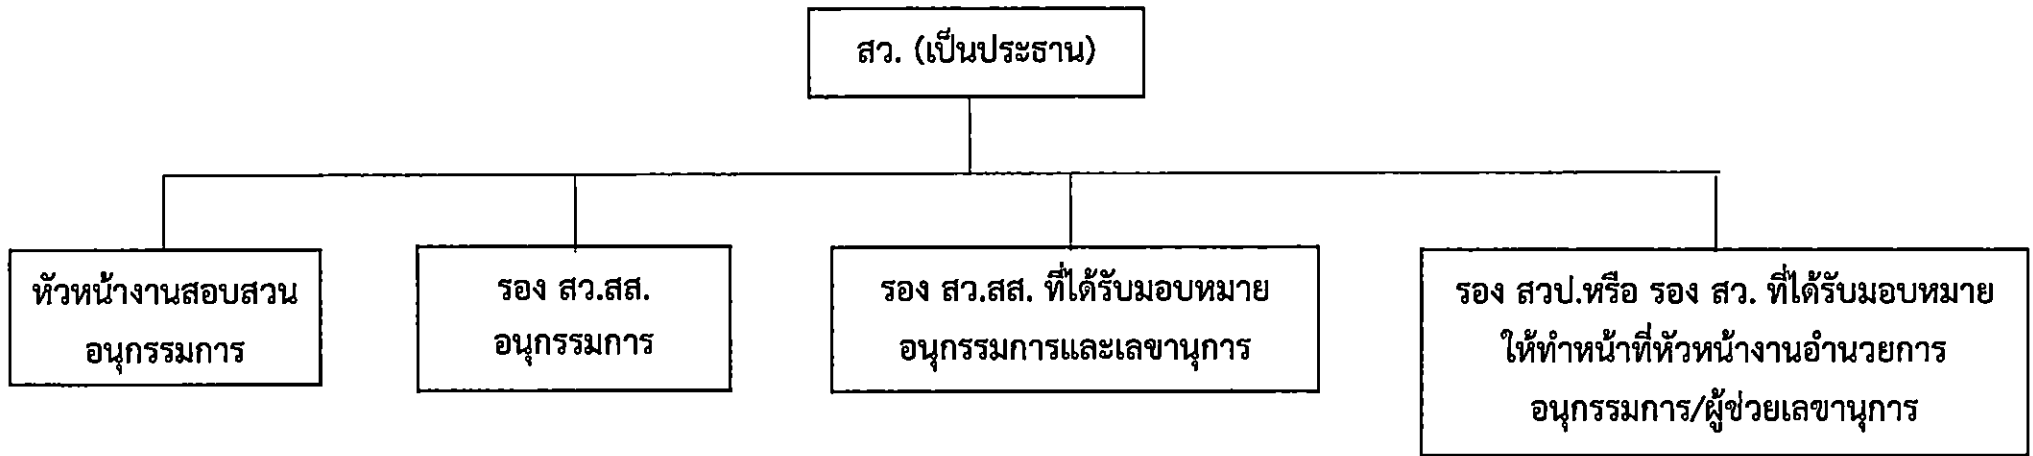 สว. (เป็นประธาน)
หัวหน้างานสอบสวน
อนุกรรมการ
รอง สว.สส.
อนุกรรมการ
รอง สว.สส. ที่ได้รับมอบหมาย
อนุกรรมการและเลขานุการ
รอง สวป.หรือ รอง สว. ที่ได้รับมอบหมาย
ให้ทำหน้าที่หัวหน้างานอำนวยการ
อนุกรรมการ/ผู้ช่วยเลขานุการ